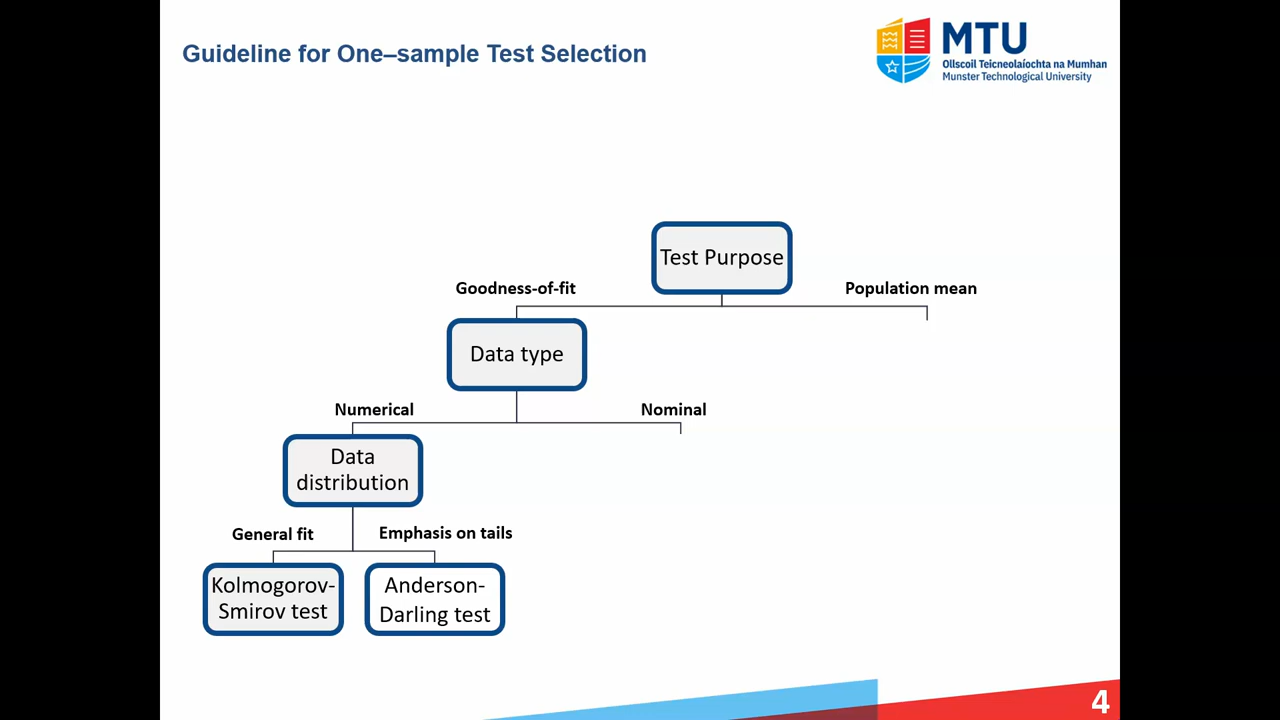 Guideline for One–sample Test Selection
MTU
Ollscoil Teicneolaíochta na Mumhan
Munster Technological University
Test Purpose
Goodness-of-fit
Population mean
Data type
Numerical
Nominal
Data
distribution
General fit
Emphasis on tails
Kolmogorov-
Smirov test
Anderson-
Darling test
4